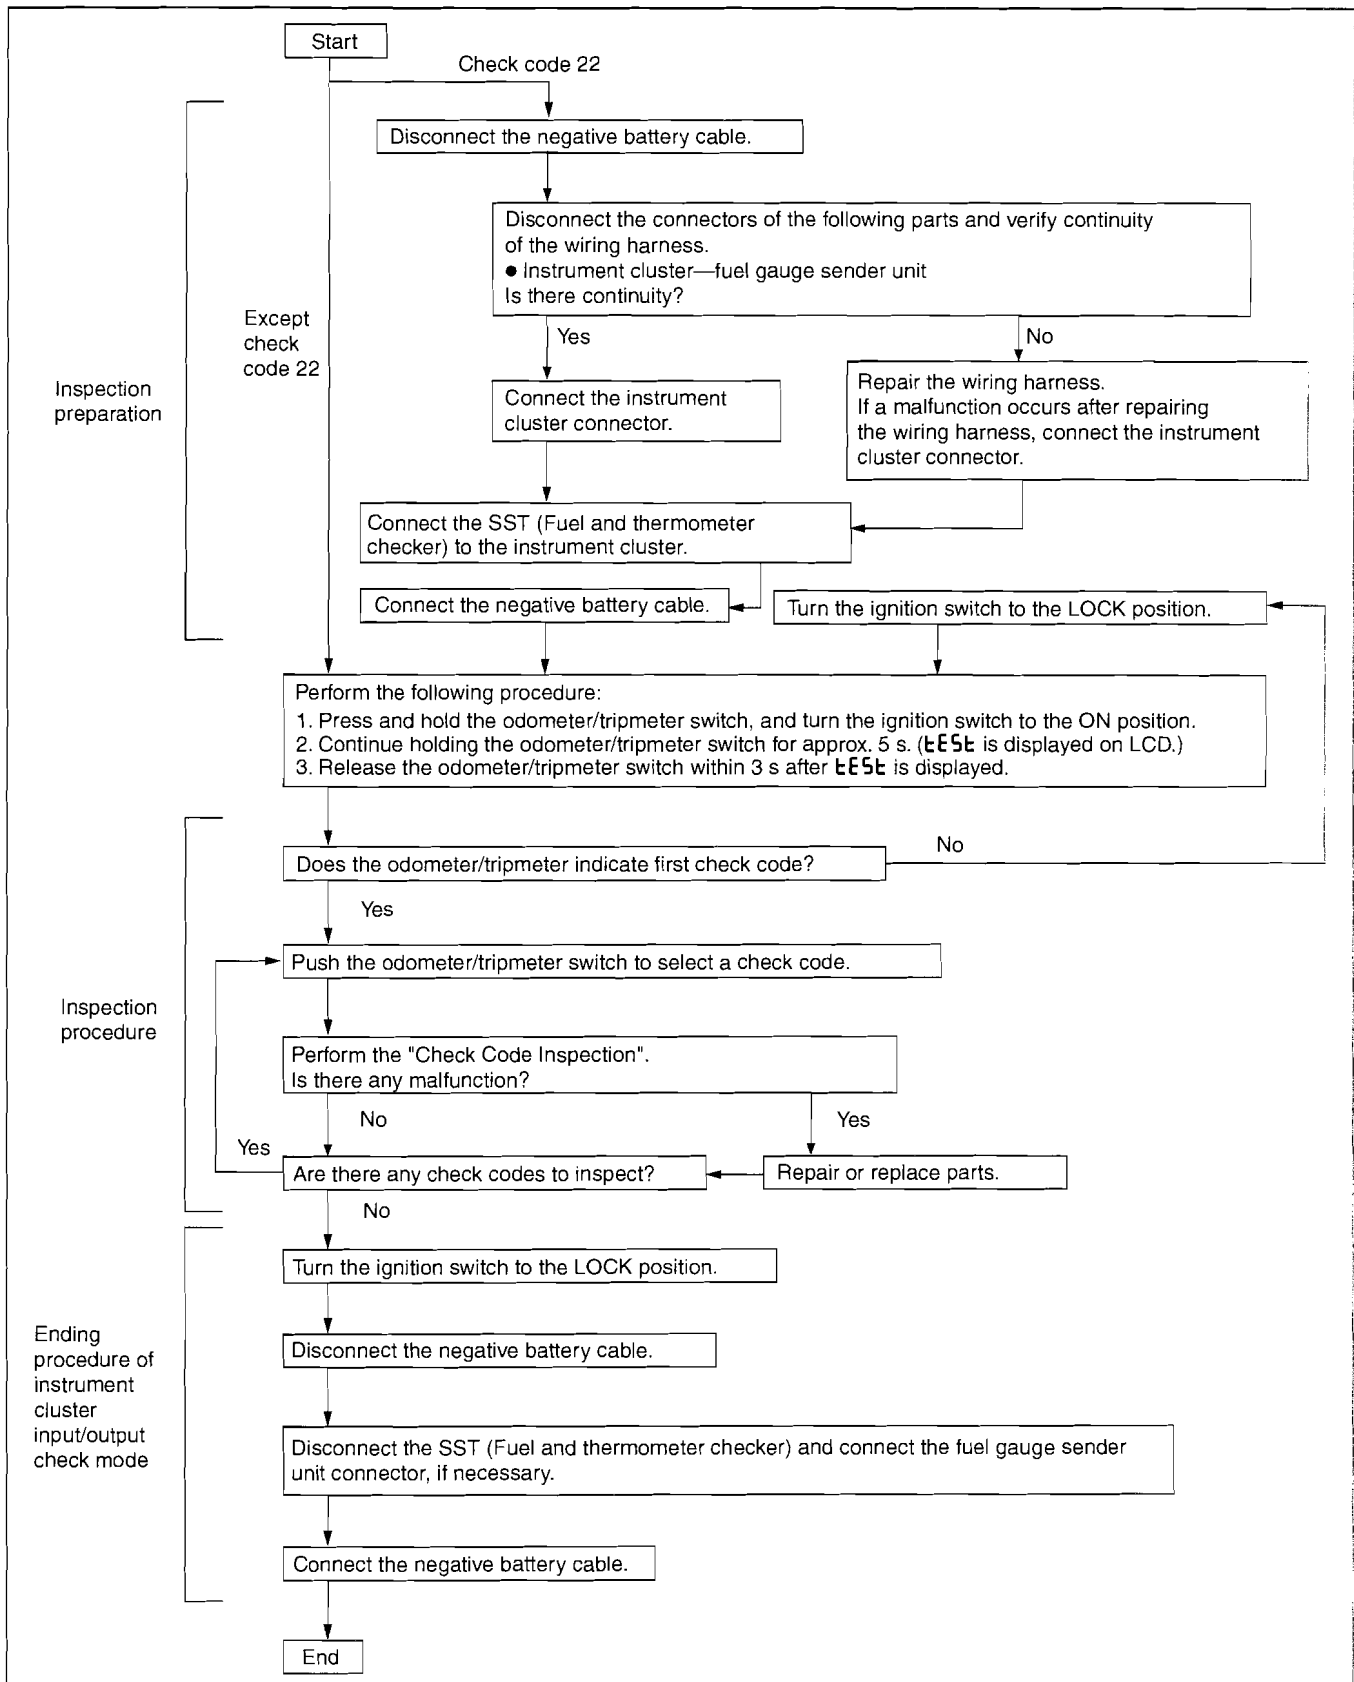 Start
Check code 22
Disconnect the negative battery cable.
Disconnect the connectors of the following parts and verify continuity
of the wiring harness.
● Instrument cluster—fuel gauge sender unit
Is there continuity?
Except
check
code 22
Yes
No
Inspection
preparation
Connect the instrument
cluster connector.
Repair the wiring harness.
If a malfunction occurs after repairing
the wiring harness, connect the instrument
cluster connector.
Connect the SST (Fuel and thermometer
checker) to the instrument cluster.
Connect the negative battery cable.
Turn the ignition switch to the LOCK position.
Perform the following procedure:
1. Press and hold the odometer/tripmeter switch, and turn the ignition switch to the ON position.
2. Continue holding the odometer/tripmeter switch for approx. 5 s. (tESt is displayed on LCD.)
3. Release the odometer/tripmeter switch within 3 s after tESt is displayed.
No
Does the odometer/tripmeter indicate first check code?
Yes
Push the odometer/tripmeter switch to select a check code.
Inspection
procedure
Perform the "Check Code Inspection".
Is there any malfunction?
No
Yes
Yes
Are there any check codes to inspect?
Repair or replace parts.
No
Turn the ignition switch to the LOCK position.
Ending
procedure of
instrument
cluster
input/output
check mode
Disconnect the negative battery cable.
Disconnect the SST (Fuel and thermometer checker) and connect the fuel gauge sender
unit connector, if necessary.
Connect the negative battery cable.
End